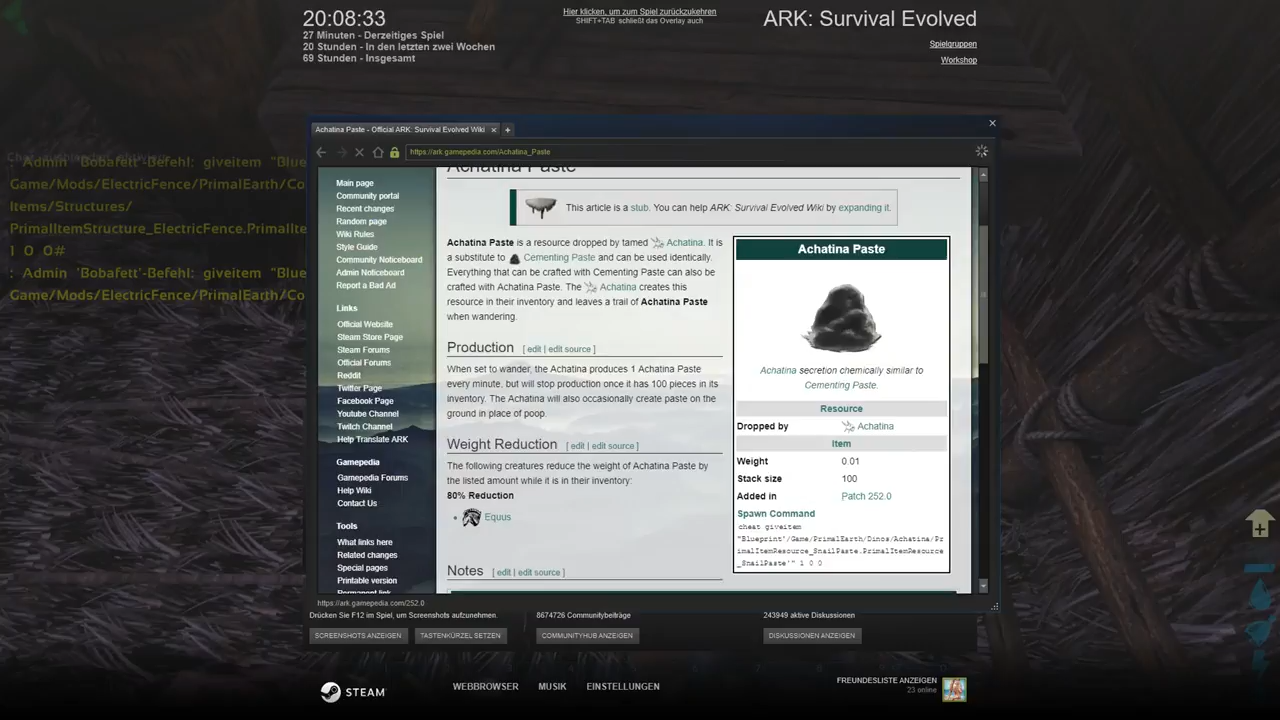 20:08:33
27 Minuten - Derzeitiges Spiel
20 Stunden - In den letzten zwei Wochen
69 Stunden - Insgesamt
Hier klicken, um zum Spiel zurückzukehren
SHIFT+TAB schließt das Overlay auch
ARK: Survival Evolved
Spielgruppen
Workshop
: Admin 'Bobafett'-Befehl: giveitem "Blue
Game/Mods/ElectricFence/PrimalEarth/Co
Items/Structures/
PrimalItemStructure_ElectricFence.PrimalIte
1 0 0#
: Admin 'Bobafett'-Befehl: giveitem "Blue
Game/Mods/ElectricFence/PrimalEarth/Co
Achatina Paste - Official ARK: Survival Evolved Wiki
https://ark.gamepedia.com/Achatina_Paste
Main page
Community portal
Recent changes
Random page
Wiki Rules
Style Guide
Community Noticeboard
Admin Noticeboard
Report a Bad Ad
Links
Official Website
Steam Store Page
Steam Forums
Official Forums
Reddit
Twitter Page
Facebook Page
Youtube Channel
Twitch Channel
Help Translate ARK
Gamepedia
Gamepedia Forums
Help Wiki
Contact Us
Tools
What links here
Related changes
Special pages
Printable version
Permanent link
Achatina Paste
This article is a stub. You can help ARK: Survival Evolved Wiki by expanding it.
Achatina Paste is a resource dropped by tamed Achatina. It is
a substitute to Cementing Paste and can be used identically.
Everything that can be crafted with Cementing Paste can also be
crafted with Achatina Paste. The Achatina creates this
resource in their inventory and leaves a trail of Achatina Paste
when wandering.
Production [ edit | edit source ]
When set to wander, the Achatina produces 1 Achatina Paste
every minute, but will stop production once it has 100 pieces in its
inventory. The Achatina will also occasionally create paste on the
ground in place of poop.
Weight Reduction [ edit | edit source ]
The following creatures reduce the weight of Achatina Paste by
the listed amount while it is in their inventory:
80% Reduction
• Equus
Notes [ edit | edit source ]
Achatina Paste
Achatina secretion chemically similar to
Cementing Paste.
Resource
Dropped by Achatina
Item
Weight 0.01
Stack size 100
Added in Patch 252.0
Spawn Command
cheat giveitem
"Blueprint'/Game/PrimalEarth/Dinos/Achatina/Pr
imalItemResource_SnailPaste.PrimalItemResource
_SnailPaste'" 1 0 0
https://ark.gamepedia.com/252.0
Drücken Sie F12 im Spiel, um Screenshots aufzunehmen.
8674726 Communitybeiträge
243949 aktive Diskussionen
SCREENSHOTS ANZEIGEN
TASTENKÜRZEL SETZEN
COMMUNITYHUB ANZEIGEN
DISKUSSIONEN ANZEIGEN
STEAM
WEBBROWSER
MUSIK
EINSTELLUNGEN
FREUNDESLISTE ANZEIGEN
23 online